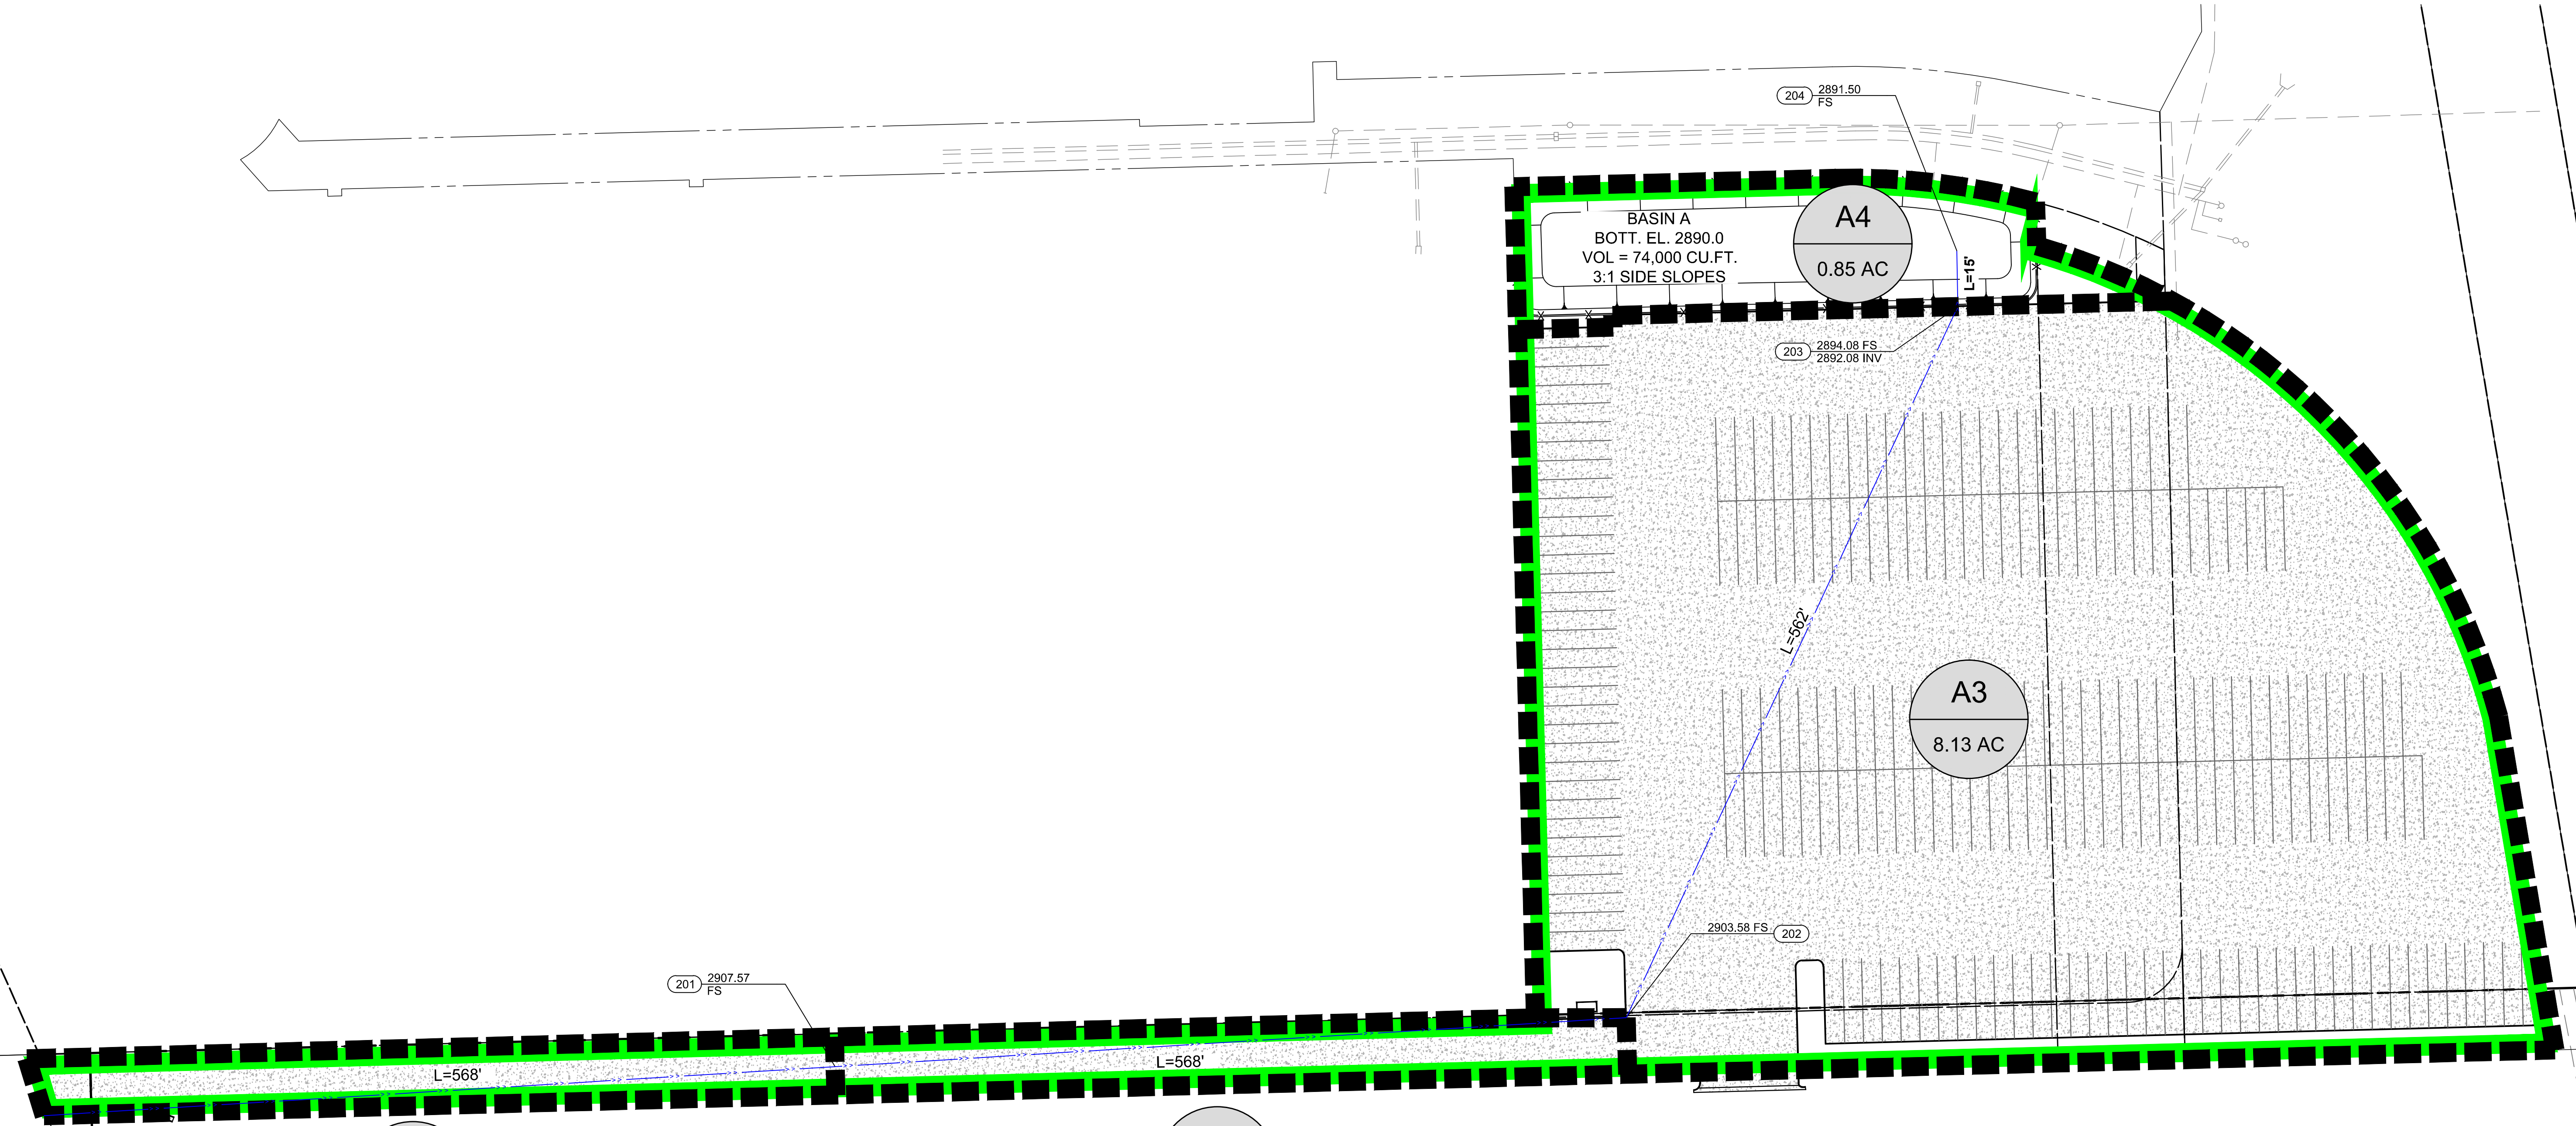 204 2891.50
FS
BASIN A
BOTT. EL. 2890.0
VOL = 74,000 CU.FT.
3:1 SIDE SLOPES
A4
0.85 AC
L=15'
203 2894.08 FS
2892.08 INV
L=562'
A3
8.13 AC
2903.58 FS 202
201 2907.57
FS
L=568'
L=568'